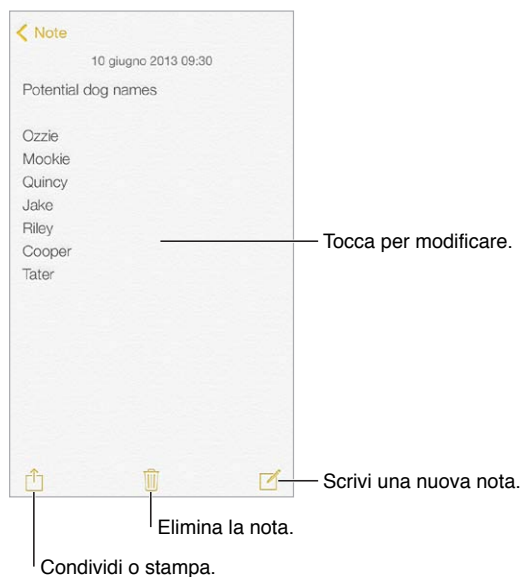 Note
10 giugno 2013 09:30
Potential dog names
Ozzie
Mookie
Quincy
Jake
Riley
Cooper
Tater
Tocca per modificare.
Scrivi una nuova nota.
Elimina la nota.
Condividi o stampa.